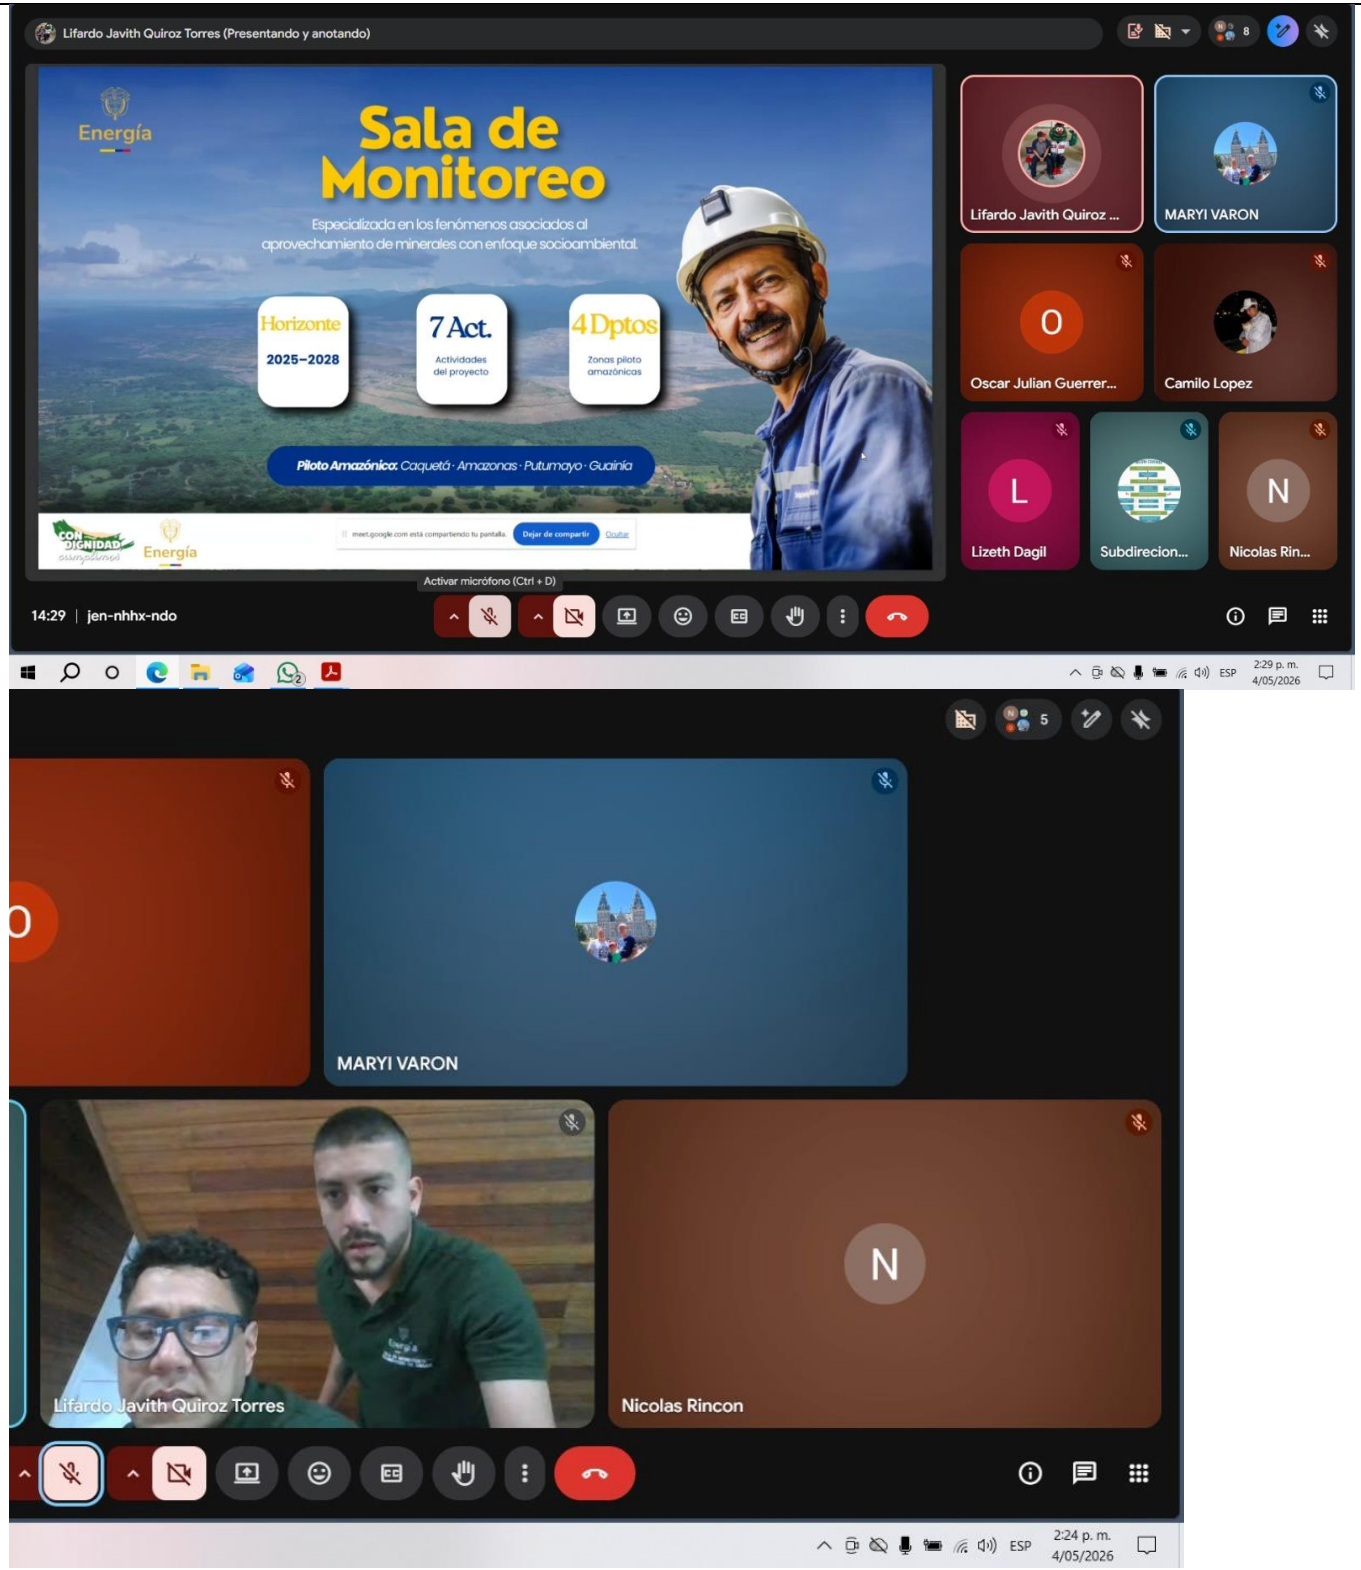 Lifardo Javith Quiroz Torres (Presentando y anotando)
8
Energía
Sala de
Monitoreo
Especializada en los fenómenos asociados al
aprovechamiento de minerales con enfoque socioambiental.
Horizonte
2025–2028
7 Act.
Actividades
del proyecto
4 Dptos
Zonas piloto
amazónicas
Piloto Amazónico: Caquetá · Amazonas · Putumayo · Guainía
CON
DIGNIDAD
cumplimos
Energía
meet.google.com está compartiendo tu pantalla.
Dejar de compartir
Ocultar
Lifardo Javith Quiroz ...
MARYI VARON
O
Oscar Julian Guerrer...
Camilo Lopez
L
Lizeth Dagil
Subdirecion...
N
Nicolas Rin...
Activar micrófono (Ctrl + D)
14:29 | jen-nhhx-ndo
2
ESP
2:29 p. m.
4/05/2026
N
5
O
MARYI VARON
Energía
Lifardo Javith Quiroz Torres
N
Nicolas Rincon
ESP
2:24 p. m.
4/05/2026